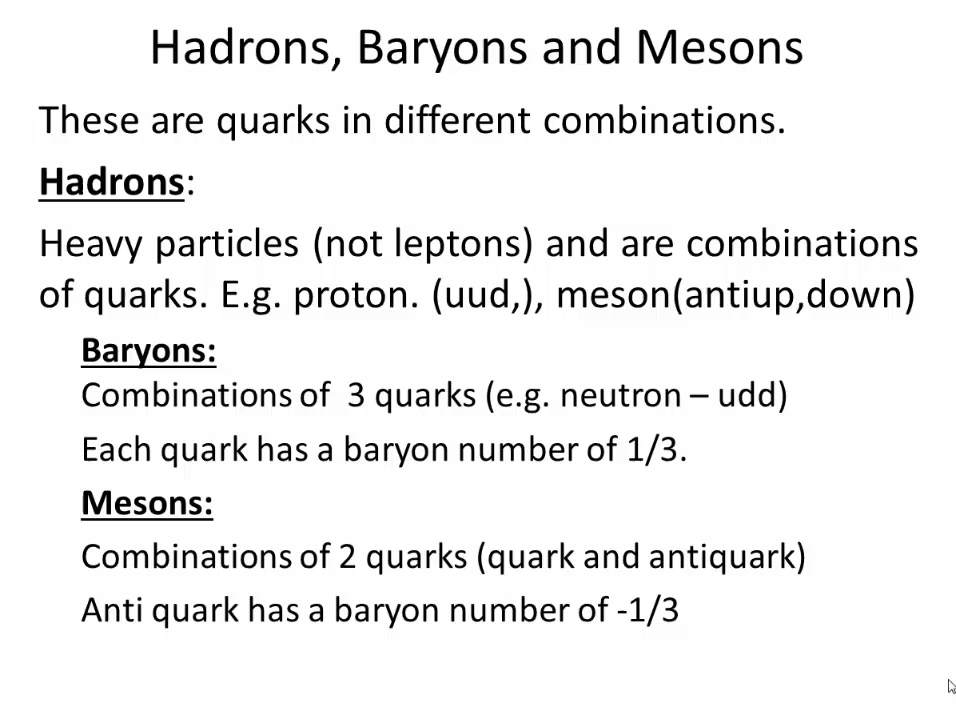 Hadrons, Baryons and Mesons
These are quarks in different combinations.
Hadrons:
Heavy particles (not leptons) and are combinations
of quarks. E.g. proton. (uud,), meson(antiup,down)
Baryons:
Combinations of  3 quarks (e.g. neutron – udd)
Each quark has a baryon number of 1/3.
Mesons:
Combinations of 2 quarks (quark and antiquark)
Anti quark has a baryon number of -1/3